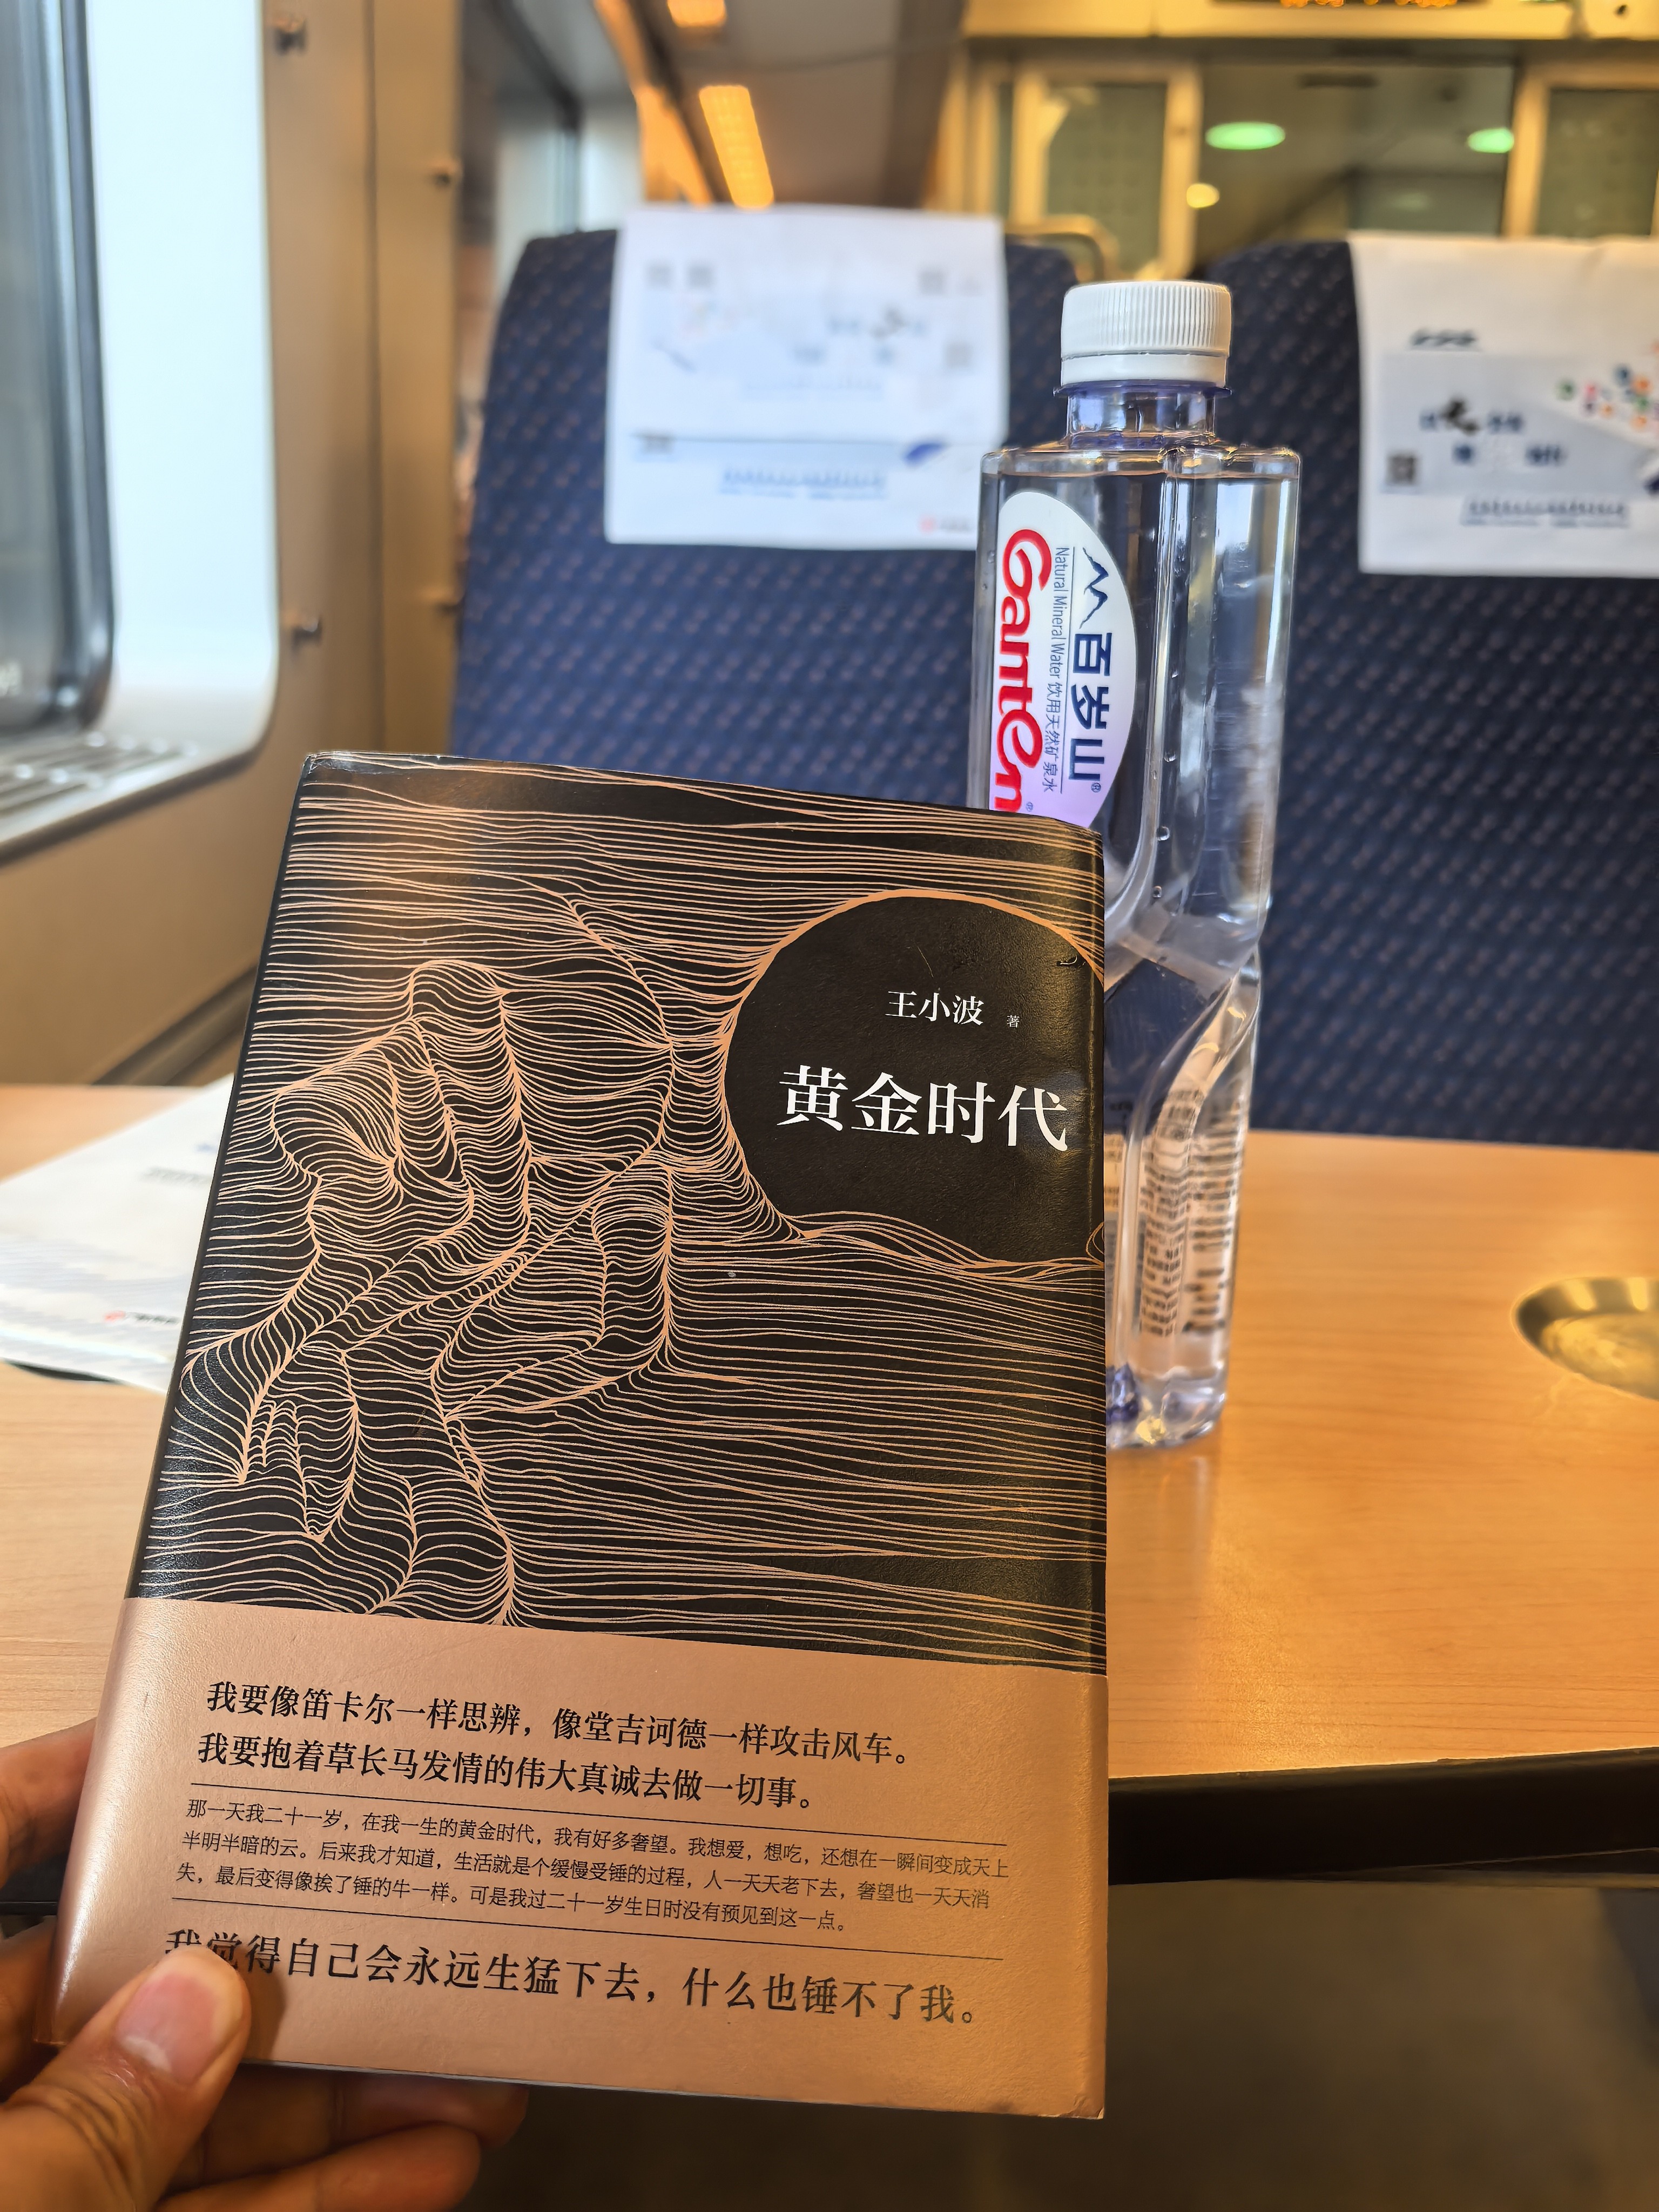 百岁山®
Natural Mineral Water 饮用天然矿泉水
Ganten®
王小波 著
黄金时代
我要像笛卡尔一样思辨，像堂吉诃德一样攻击风车。
我要抱着草长马发情的伟大真诚去做一切事。
那一天我二十一岁，在我一生的黄金时代，我有好多奢望。我想爱，想吃，还想在一瞬间变成天上
半明半暗的云。后来我才知道，生活就是个缓慢受锤的过程，人一天天老下去，奢望也一天天消
失，最后变得像挨了锤的牛一样。可是我过二十一岁生日时没有预见到这一点。
我觉得自己会永远生猛下去，什么也锤不了我。